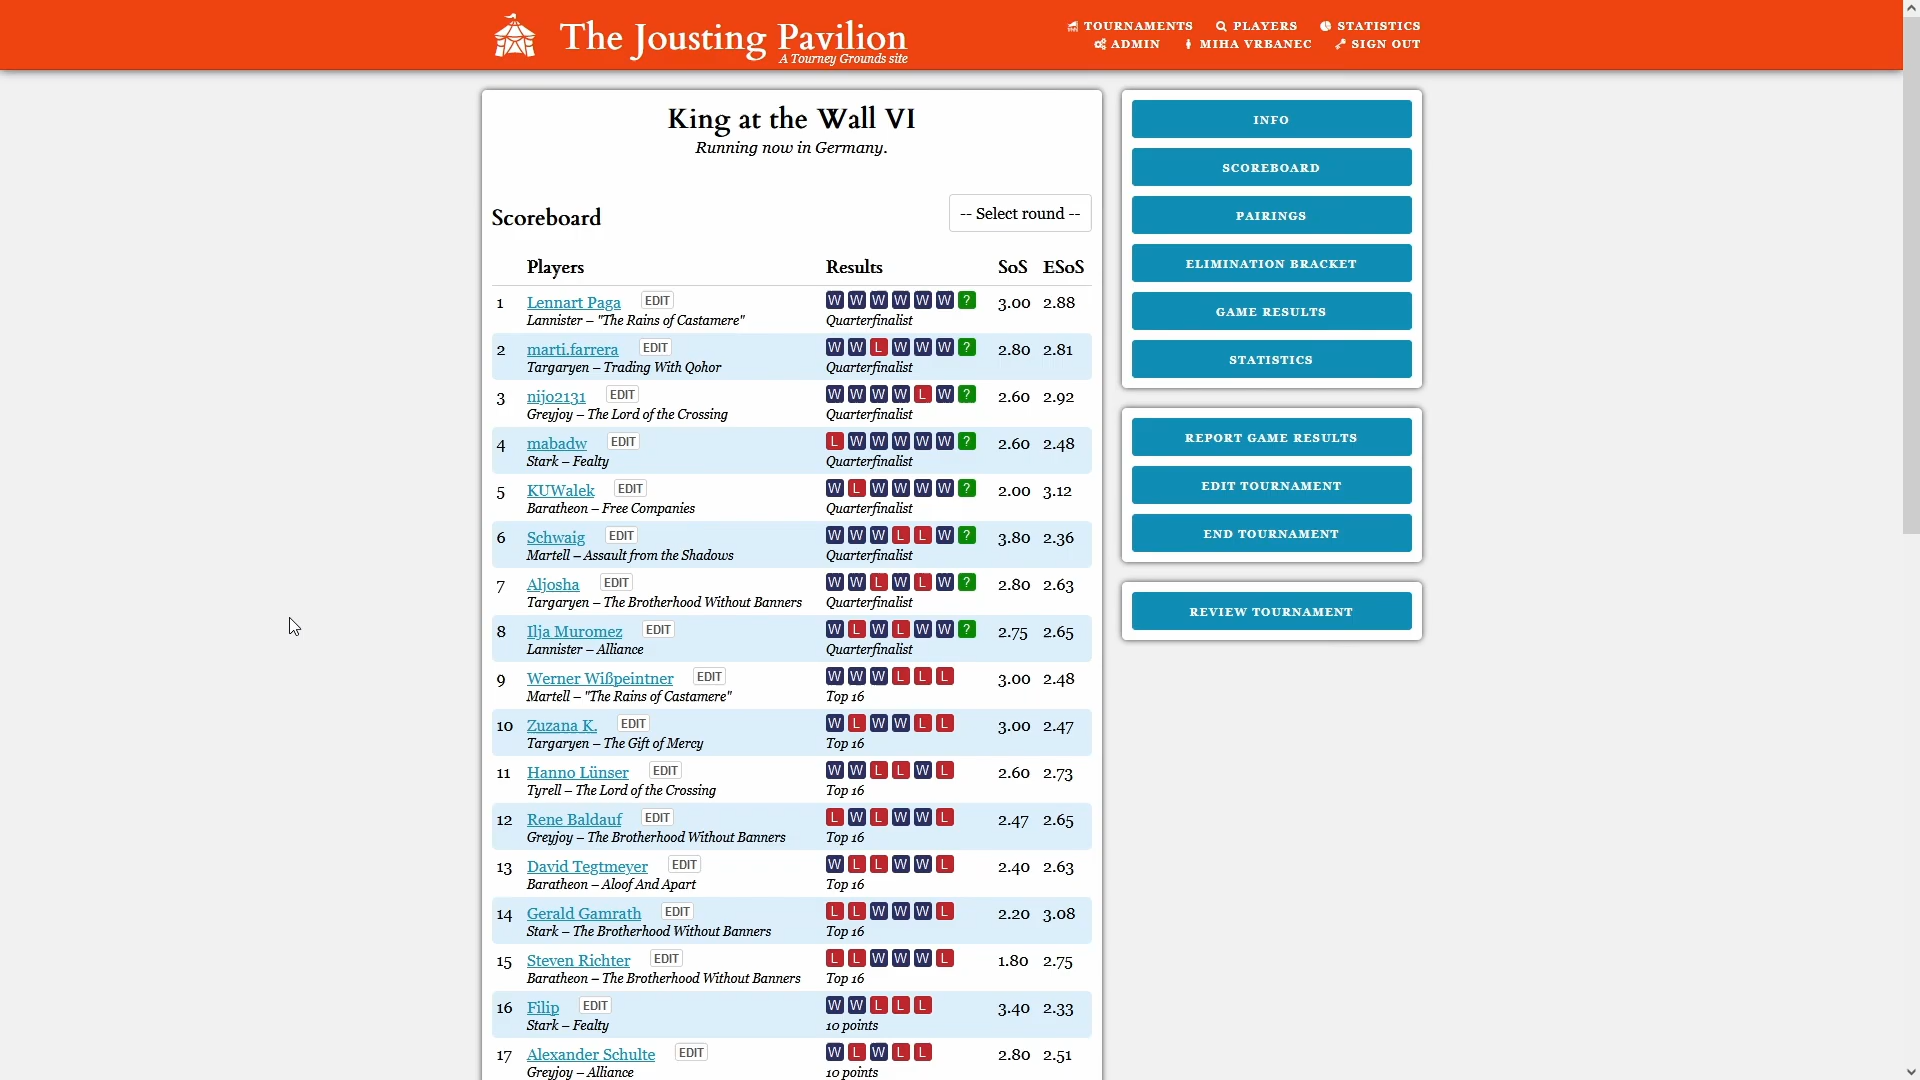 The Jousting Pavilion
A Tourney Grounds site
TOURNAMENTS PLAYERS STATISTICS
ADMIN MIHA VRBANEC SIGN OUT
King at the Wall VI
Running now in Germany.
Scoreboard
-- Select round --
Players Results SoS ESoS
1 Lennart Paga EDIT W W W W W W ? 3.00 2.88
Lannister – "The Rains of Castamere" Quarterfinalist
2 marti.farrera EDIT W W L W W W ? 2.80 2.81
Targaryen – Trading With Qohor Quarterfinalist
3 nijo2131 EDIT W W W W L W ? 2.60 2.92
Greyjoy – The Lord of the Crossing Quarterfinalist
4 mabadw EDIT L W W W W W ? 2.60 2.48
Stark – Fealty Quarterfinalist
5 KUWalek EDIT W L W W W W ? 2.00 3.12
Baratheon – Free Companies Quarterfinalist
6 Schwaig EDIT W W W L L W ? 3.80 2.36
Martell – Assault from the Shadows Quarterfinalist
7 Aljosha EDIT W W L W L W ? 2.80 2.63
Targaryen – The Brotherhood Without Banners Quarterfinalist
8 Ilja Muromez EDIT W L W L W W ? 2.75 2.65
Lannister – Alliance Quarterfinalist
9 Werner Wißpeintner EDIT W W W L L L 3.00 2.48
Martell – "The Rains of Castamere" Top 16
10 Zuzana K. EDIT W L W W L L 3.00 2.47
Targaryen – The Gift of Mercy Top 16
11 Hanno Lünser EDIT W W L L W L 2.60 2.73
Tyrell – The Lord of the Crossing Top 16
12 Rene Baldauf EDIT L W L W W L 2.47 2.65
Greyjoy – The Brotherhood Without Banners Top 16
13 David Tegtmeyer EDIT W L L W W L 2.40 2.63
Baratheon – Aloof And Apart Top 16
14 Gerald Gamrath EDIT L L W W W L 2.20 3.08
Stark – The Brotherhood Without Banners Top 16
15 Steven Richter EDIT L L W W W L 1.80 2.75
Baratheon – The Brotherhood Without Banners Top 16
16 Filip EDIT W W L L L 3.40 2.33
Stark – Fealty 10 points
17 Alexander Schulte EDIT W L W L L 2.80 2.51
Greyjoy – Alliance 10 points
INFO
SCOREBOARD
PAIRINGS
ELIMINATION BRACKET
GAME RESULTS
STATISTICS
REPORT GAME RESULTS
EDIT TOURNAMENT
END TOURNAMENT
REVIEW TOURNAMENT